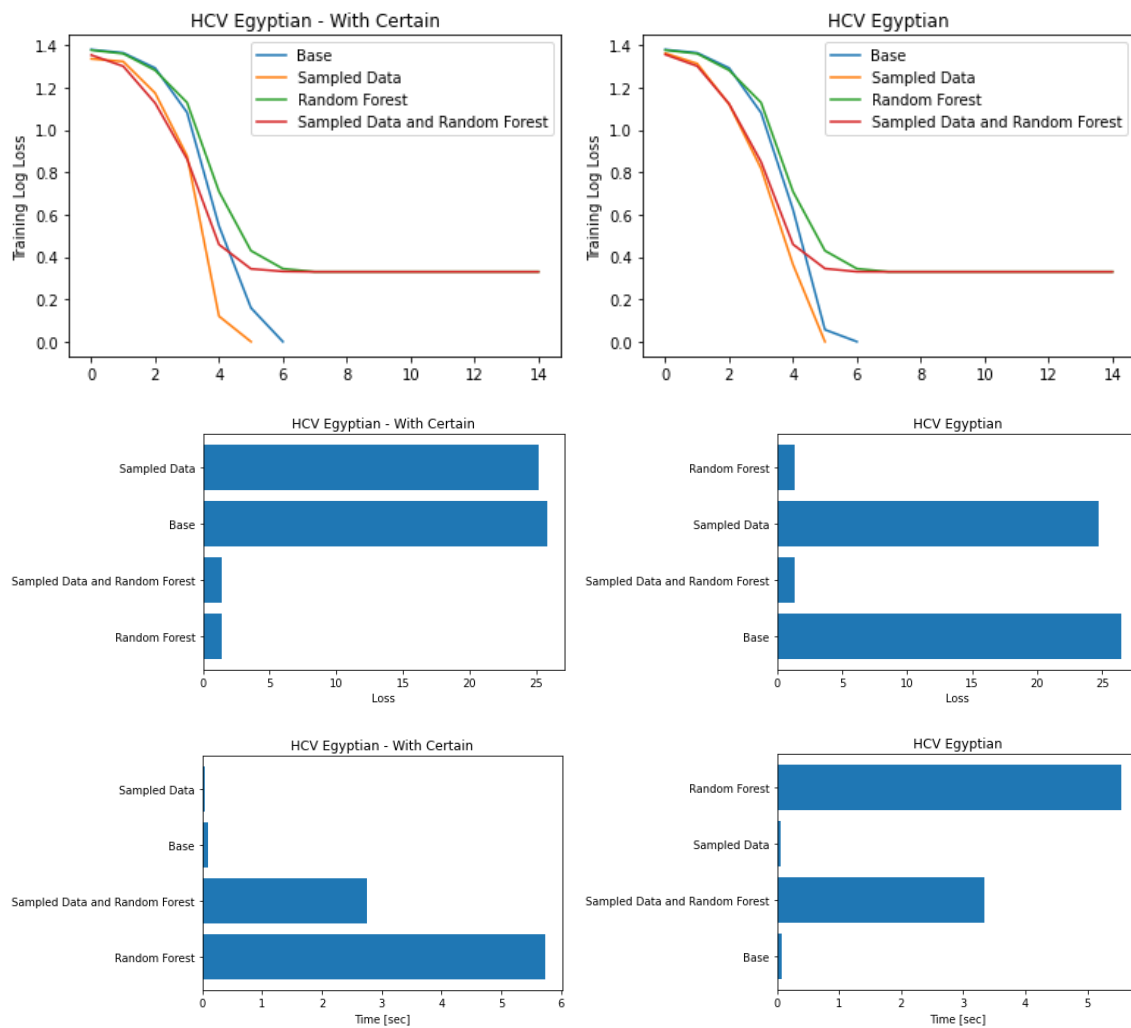 HCV Egyptian - With Certain
Training Log Loss
1.4
1.2
1.0
0.8
0.6
0.4
0.2
0.0
Base
Sampled Data
Random Forest
Sampled Data and Random Forest
0 2 4 6 8 10 12 14
HCV Egyptian
Training Log Loss
1.4
1.2
1.0
0.8
0.6
0.4
0.2
0.0
Base
Sampled Data
Random Forest
Sampled Data and Random Forest
0 2 4 6 8 10 12 14
HCV Egyptian - With Certain
Sampled Data
Base
Sampled Data and Random Forest
Random Forest
0 5 10 15 20 25
Loss
HCV Egyptian
Random Forest
Sampled Data
Sampled Data and Random Forest
Base
0 5 10 15 20 25
Loss
HCV Egyptian - With Certain
Sampled Data
Base
Sampled Data and Random Forest
Random Forest
0 1 2 3 4 5 6
Time [sec]
HCV Egyptian
Random Forest
Sampled Data
Sampled Data and Random Forest
Base
0 1 2 3 4 5
Time [sec]